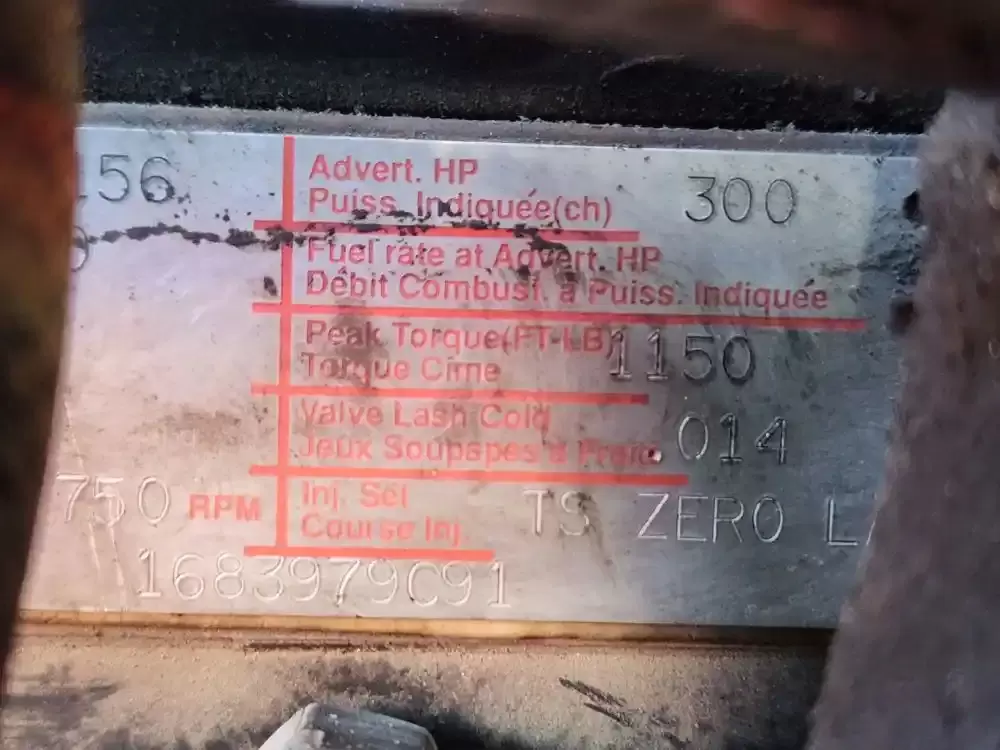 156 Advert. HP 300
Puiss. Indiquée(ch)
Fuel rate at Advert. HP
Débit Combust. à Puiss. Indiquée
Peak Torque(FT-LB) 1150
Torque Cime
Valve Lash Cold .014
Jeux Soupapes à Froid
750 RPM Inj. Set TS ZERO LA
Course Inj.
1683979C91